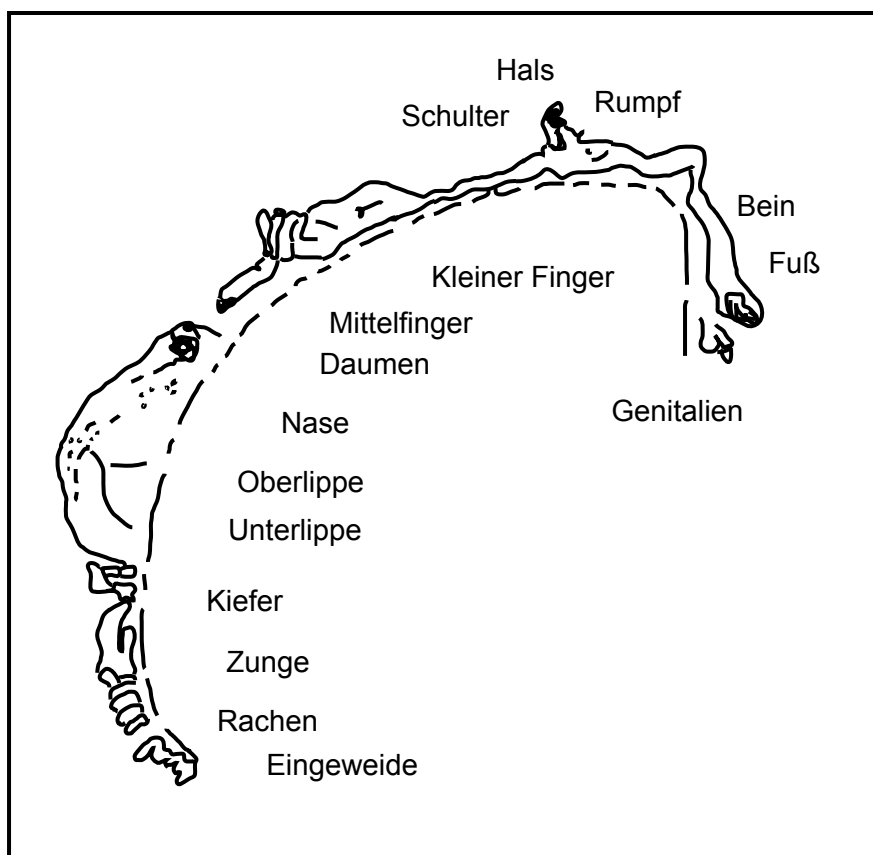 Hals
Schulter
Rumpf
Bein
Fuß
Kleiner Finger
Mittelfinger
Daumen
Genitalien
Nase
Oberlippe
Unterlippe
Kiefer
Zunge
Rachen
Eingeweide